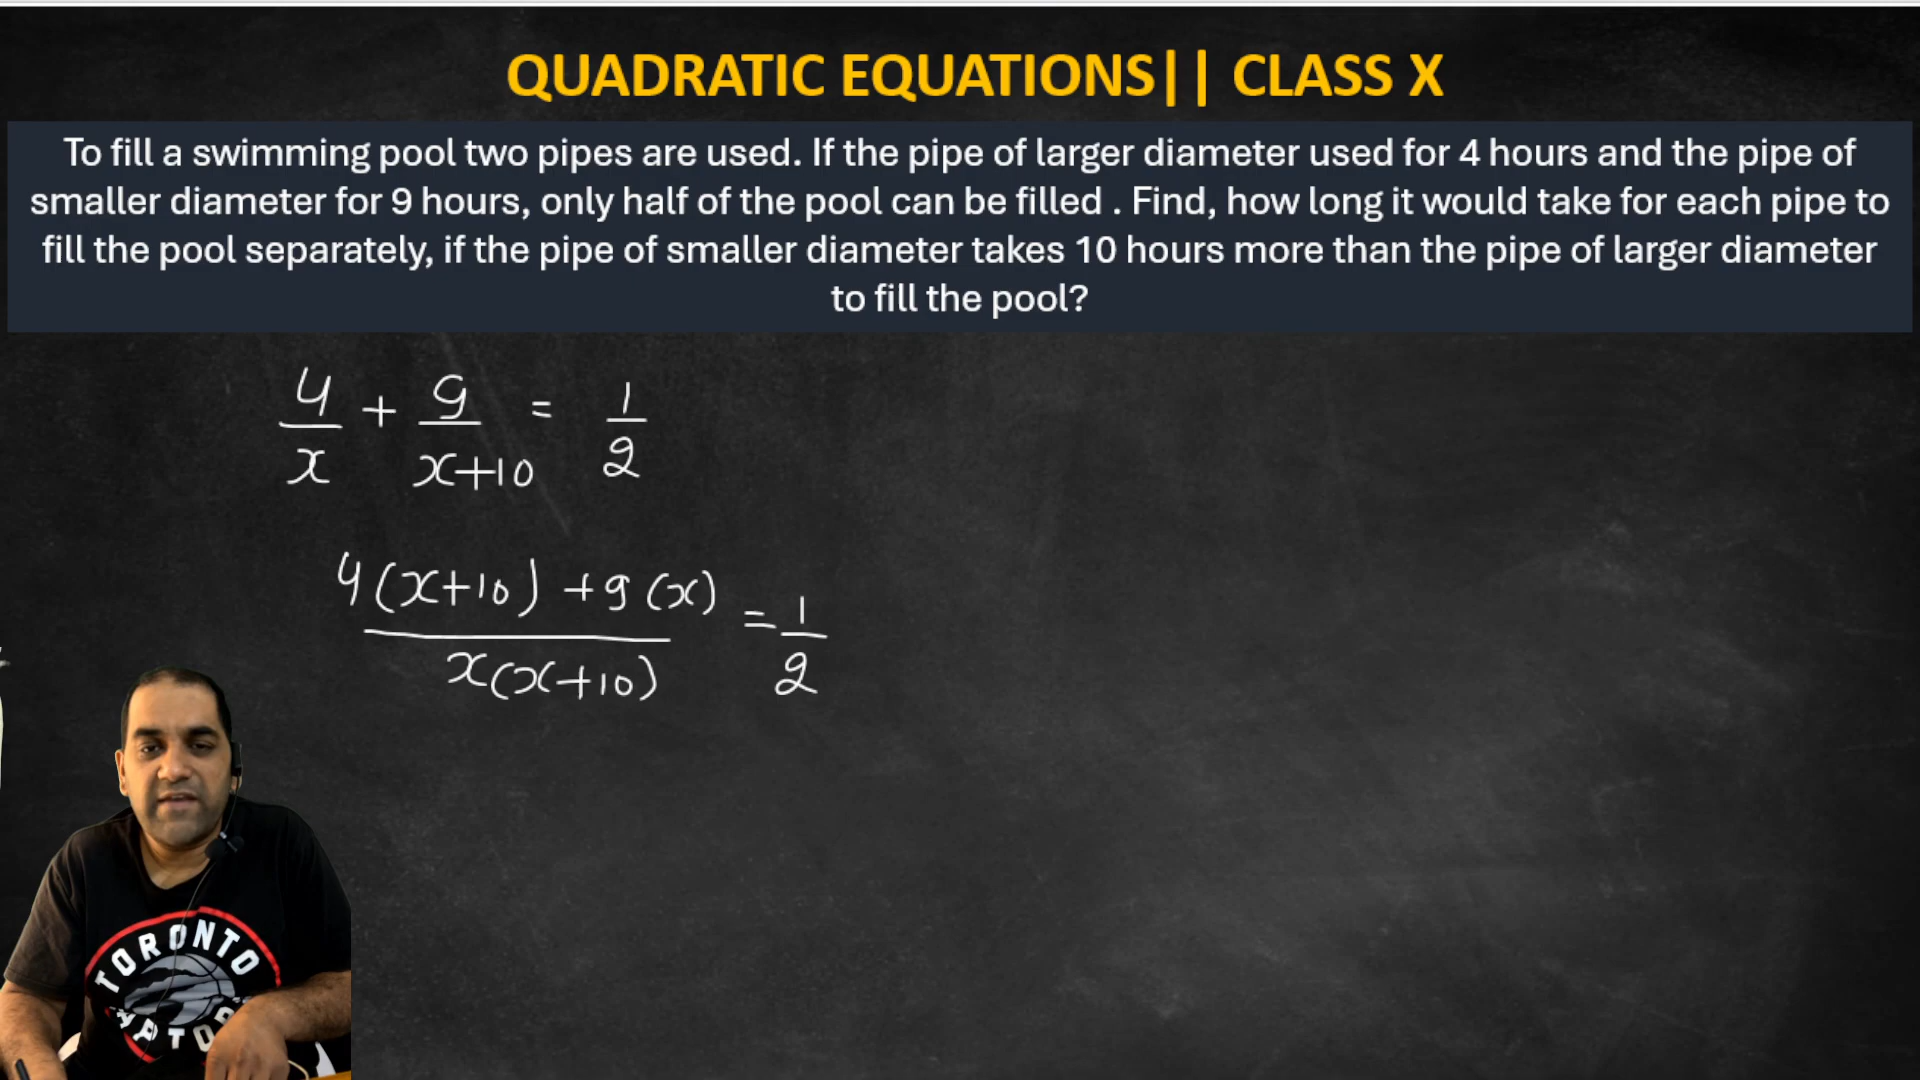 QUADRATIC EQUATIONS|| CLASS X
To fill a swimming pool two pipes are used. If the pipe of larger diameter used for 4 hours and the pipe of
smaller diameter for 9 hours, only half of the pool can be filled . Find, how long it would take for each pipe to
fill the pool separately, if the pipe of smaller diameter takes 10 hours more than the pipe of larger diameter
to fill the pool?
4/x + 9/x+10 = 1/2
4(x+10) +9(x) / x(x+10) = 1/2
TORONTO